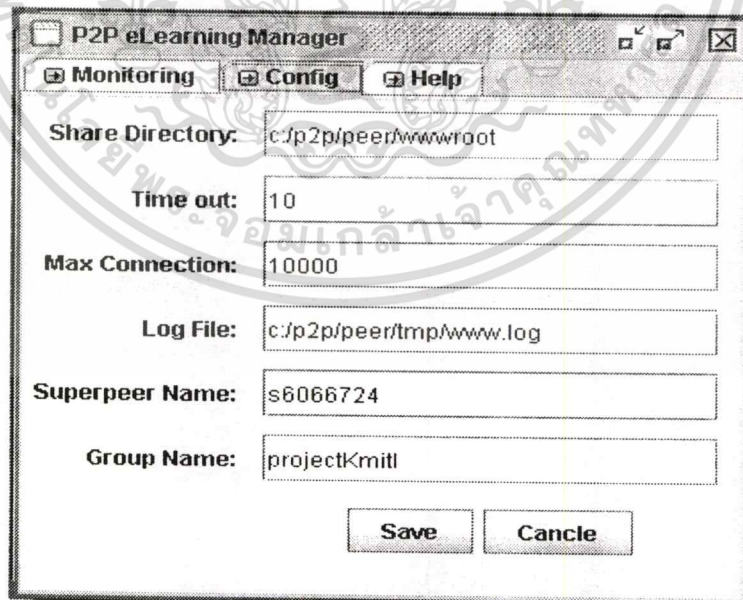 P2P eLearning Manager
Monitoring Config Help
Share Directory: c:/p2p/peer/wwwroot
Time out: 10
Max Connection: 10000
Log File: c:/p2p/peer/tmp/www.log
Superpeer Name: s6066724
Group Name: projectKmitl
Save Cancle